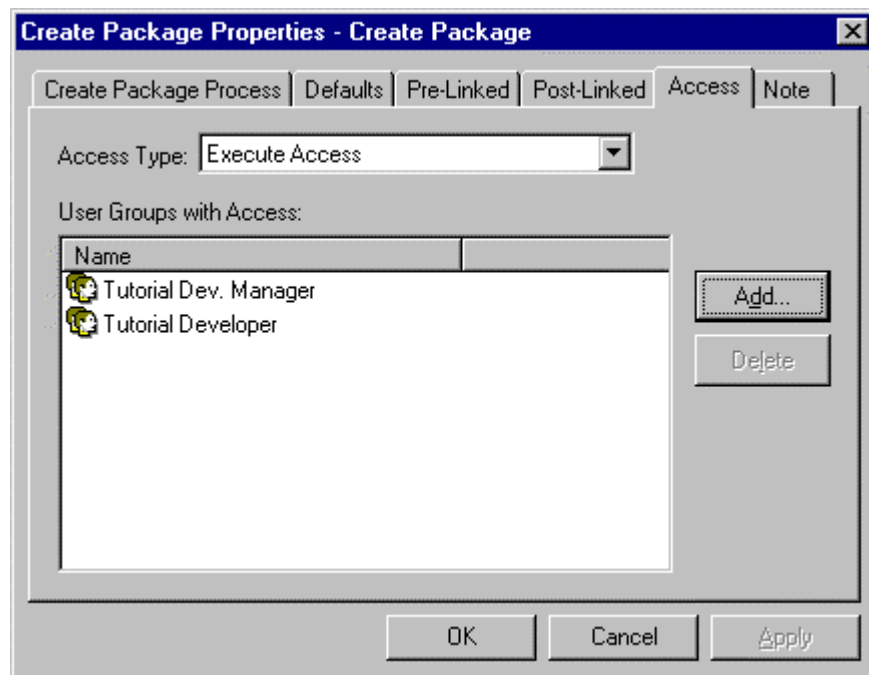 Create Package Properties - Create Package
Create Package Process Defaults Pre-Linked Post-Linked Access Note
Access Type: Execute Access
User Groups with Access:
Name
Tutorial Dev. Manager
Tutorial Developer
Add...
Delete
OK Cancel Apply